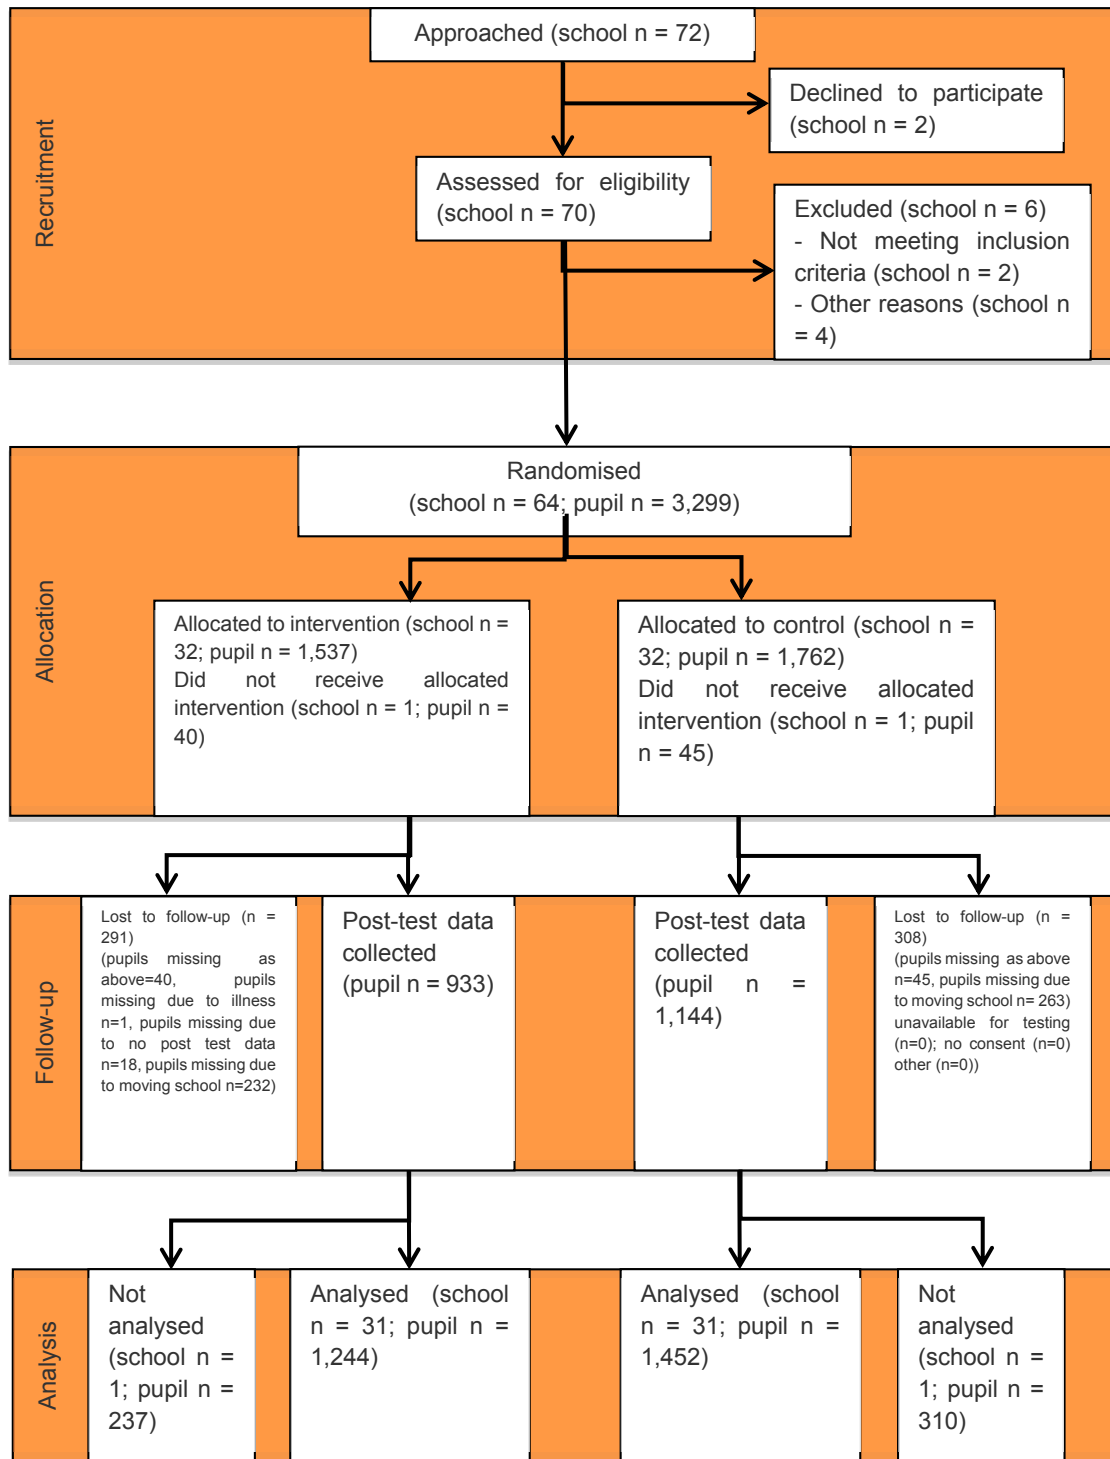 Approached (school n = 72)
Declined to participate
(school n = 2)
Recruitment
Assessed for eligibility
(school n = 70)
Excluded (school n = 6)
- Not meeting inclusion
criteria (school n = 2)
- Other reasons (school n
= 4)
Randomised
(school n = 64; pupil n = 3,299)
Allocation
Allocated to intervention (school n =
32; pupil n = 1,537)
Did not receive allocated
intervention (school n = 1; pupil n =
40)
Allocated to control (school n =
32; pupil n = 1,762)
Did not receive allocated
intervention (school n = 1; pupil
n = 45)
Follow-up
Lost to follow-up (n =
291)
(pupils missing as
above=40, pupils
missing due to illness
n=1, pupils missing due
to no post test data
n=18, pupils missing due
to moving school n=232)
Post-test data
collected
(pupil n = 933)
Post-test data
collected
(pupil n =
1,144)
Lost to follow-up (n =
308)
(pupils missing as above
n=45, pupils missing due
to moving school n= 263)
unavailable for testing
(n=0); no consent (n=0)
other (n=0))
Analysis
Not
analysed
(school n =
1; pupil n =
237)
Analysed (school
n = 31; pupil n =
1,244)
Analysed (school
n = 31; pupil n =
1,452)
Not
analysed
(school n =
1; pupil n =
310)